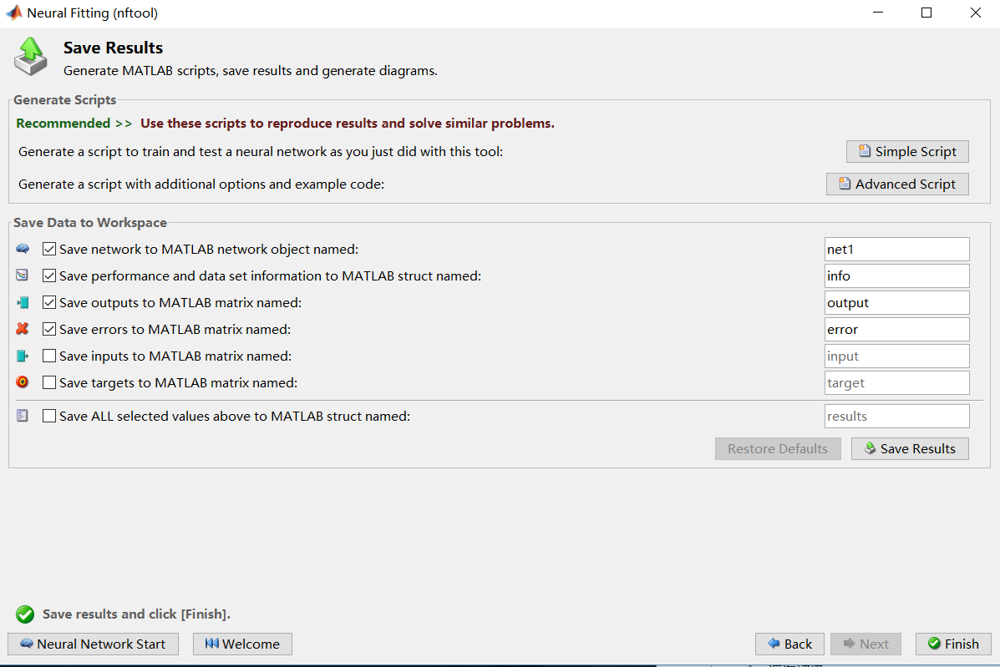 Neural Fitting (nftool)
Save Results
Generate MATLAB scripts, save results and generate diagrams.
Generate Scripts
Recommended >> Use these scripts to reproduce results and solve similar problems.
Generate a script to train and test a neural network as you just did with this tool: Simple Script
Generate a script with additional options and example code: Advanced Script
Save Data to Workspace
Save network to MATLAB network object named: net1
Save performance and data set information to MATLAB struct named: info
Save outputs to MATLAB matrix named: output
Save errors to MATLAB matrix named: error
Save inputs to MATLAB matrix named: input
Save targets to MATLAB matrix named: target
Save ALL selected values above to MATLAB struct named: results
Restore Defaults Save Results
Save results and click [Finish].
Neural Network Start Welcome Back Next Finish